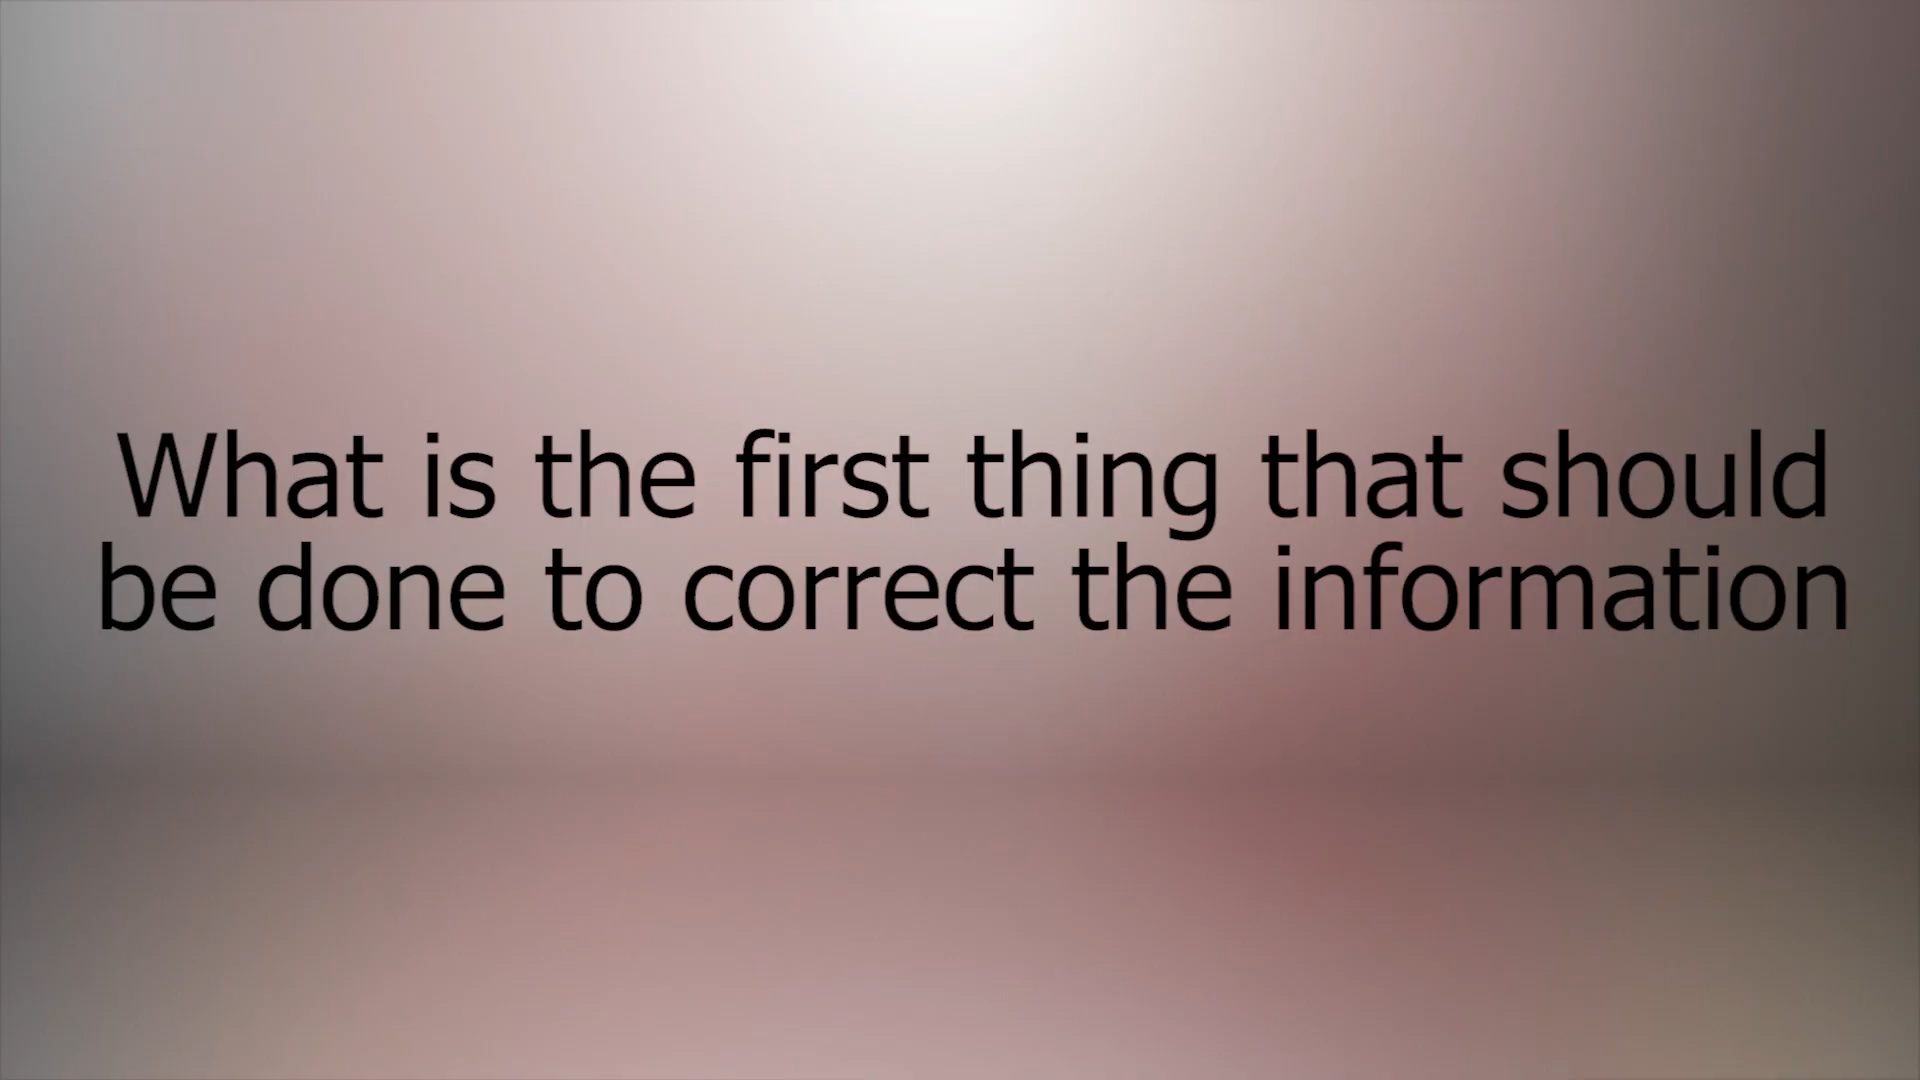 What is the first thing that should
be done to correct the information